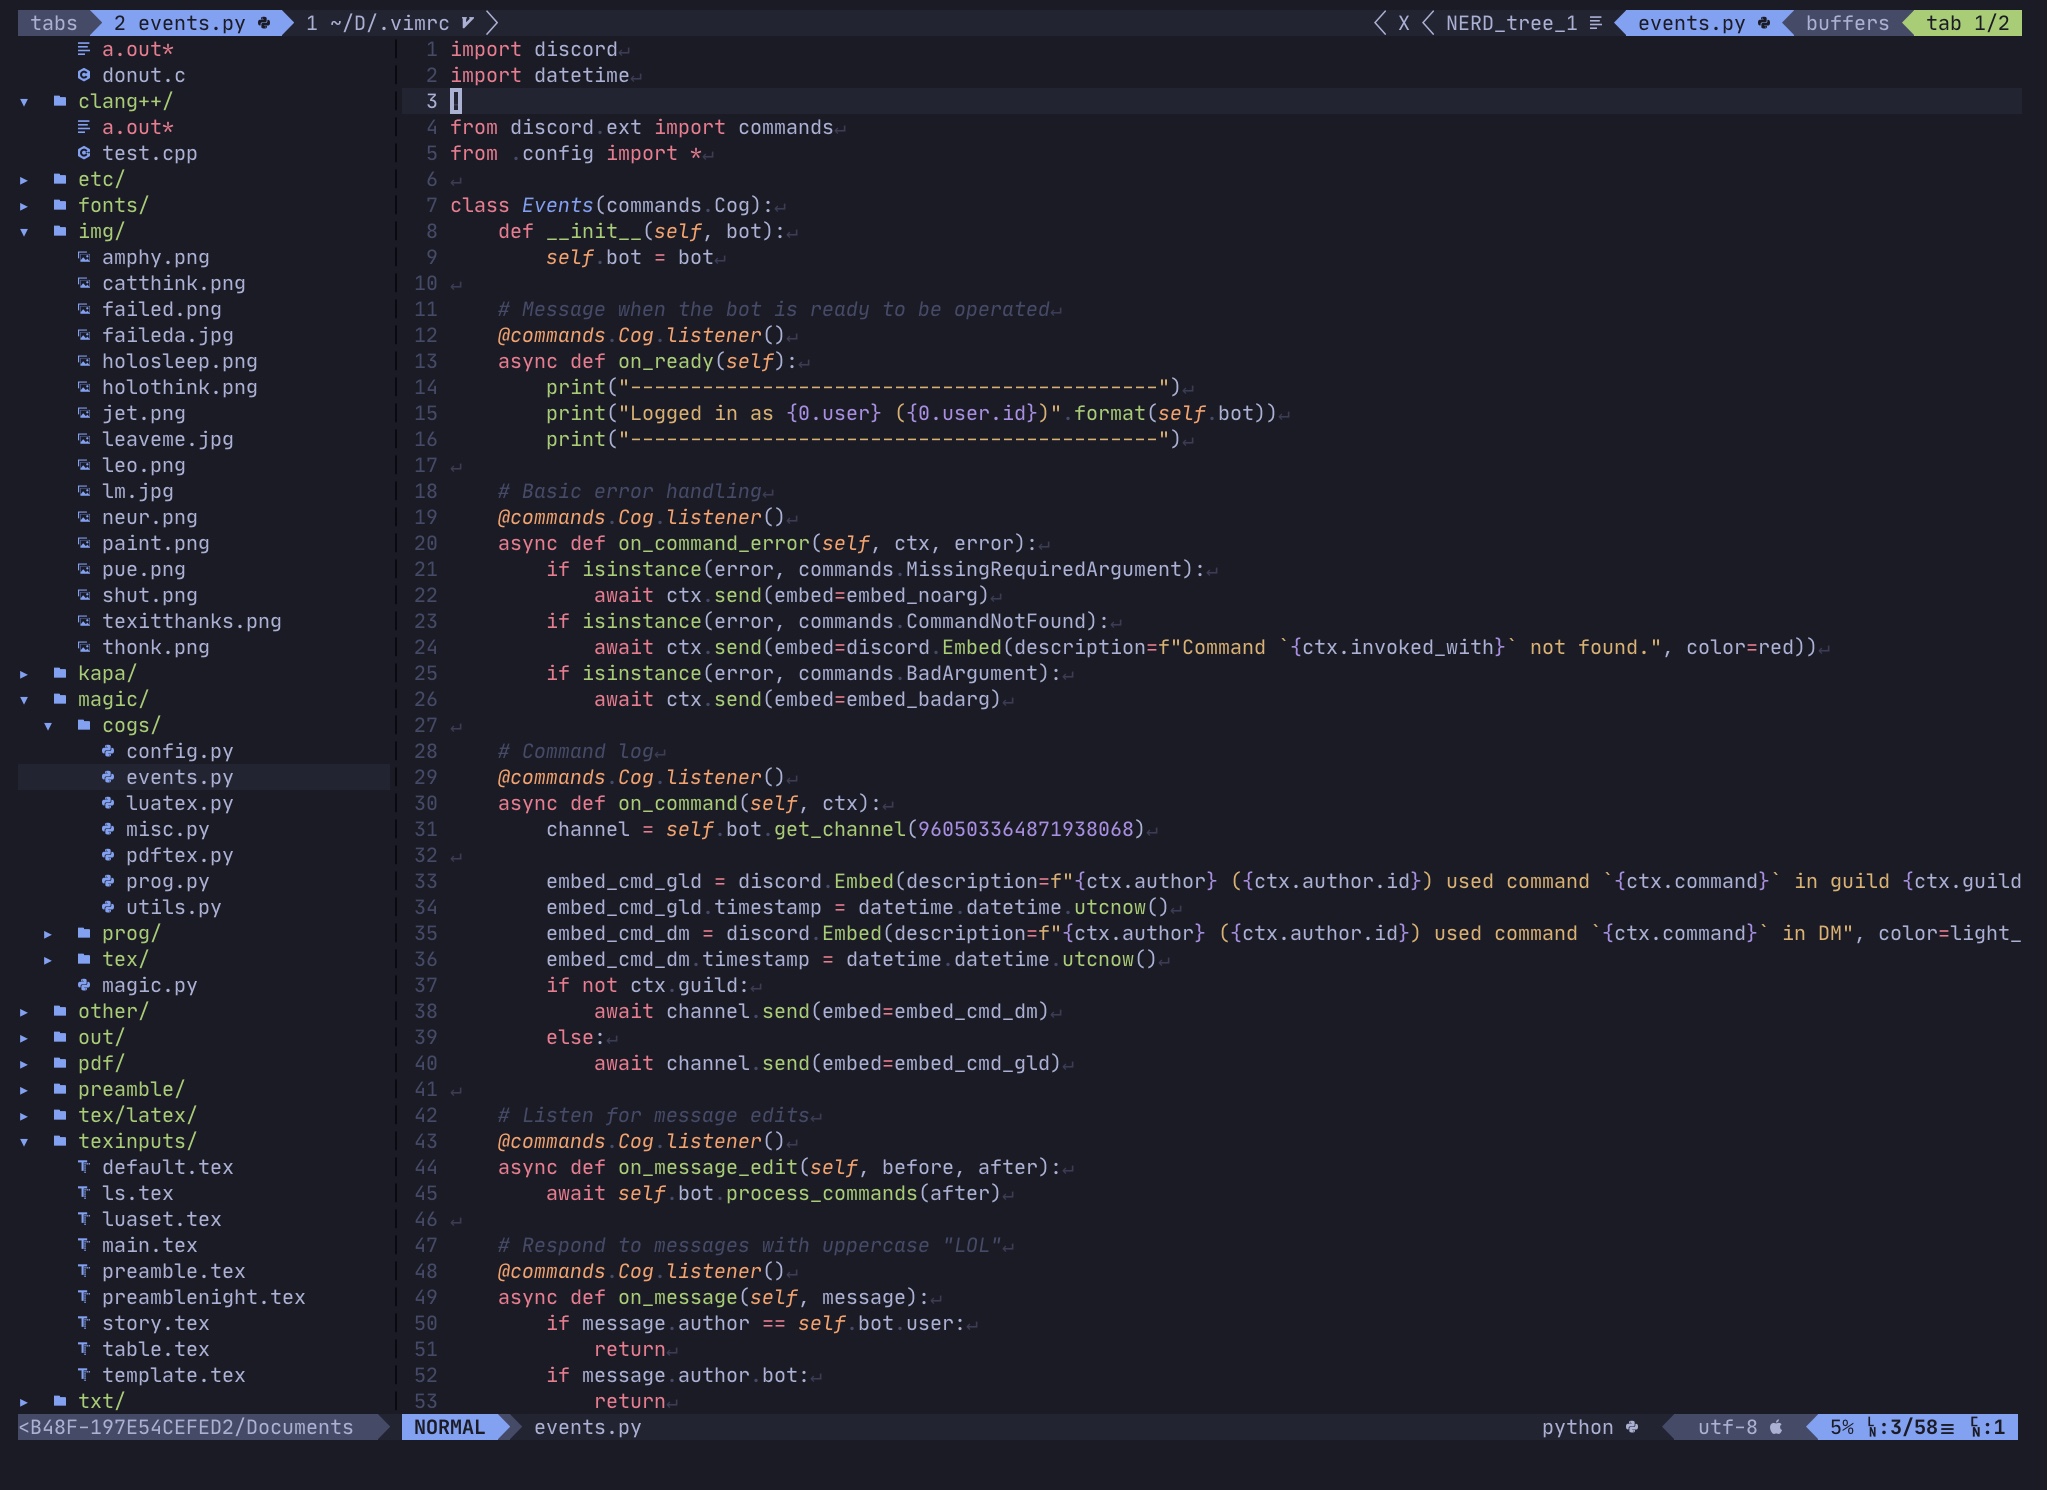 tabs 2 events.py 1 ~/D/.vimrc X NERD_tree_1 events.py buffers tab 1/2
a.out*
donut.c
▾ clang++/
a.out*
test.cpp
▸ etc/
▸ fonts/
▾ img/
amphy.png
catthink.png
failed.png
faileda.jpg
holosleep.png
holothink.png
jet.png
leaveme.jpg
leo.png
lm.jpg
neur.png
paint.png
pue.png
shut.png
texitthanks.png
thonk.png
▸ kapa/
▾ magic/
▾ cogs/
config.py
events.py
luatex.py
misc.py
pdftex.py
prog.py
utils.py
▸ prog/
▸ tex/
magic.py
▸ other/
▸ out/
▸ pdf/
▸ preamble/
▸ tex/latex/
▾ texinputs/
default.tex
ls.tex
luaset.tex
main.tex
preamble.tex
preamblenight.tex
story.tex
table.tex
template.tex
▸ txt/
1 import discord↵
2 import datetime↵
3
4 from discord.ext import commands↵
5 from .config import *↵
6 ↵
7 class Events(commands.Cog):↵
8     def __init__(self, bot):↵
9         self.bot = bot↵
10 ↵
11     # Message when the bot is ready to be operated↵
12     @commands.Cog.listener()↵
13     async def on_ready(self):↵
14         print("--------------------------------------------")↵
15         print("Logged in as {0.user} ({0.user.id})".format(self.bot))↵
16         print("--------------------------------------------")↵
17 ↵
18     # Basic error handling↵
19     @commands.Cog.listener()↵
20     async def on_command_error(self, ctx, error):↵
21         if isinstance(error, commands.MissingRequiredArgument):↵
22             await ctx.send(embed=embed_noarg)↵
23         if isinstance(error, commands.CommandNotFound):↵
24             await ctx.send(embed=discord.Embed(description=f"Command `{ctx.invoked_with}` not found.", color=red))↵
25         if isinstance(error, commands.BadArgument):↵
26             await ctx.send(embed=embed_badarg)↵
27 ↵
28     # Command log↵
29     @commands.Cog.listener()↵
30     async def on_command(self, ctx):↵
31         channel = self.bot.get_channel(960503364871938068)↵
32 ↵
33         embed_cmd_gld = discord.Embed(description=f"{ctx.author} ({ctx.author.id}) used command `{ctx.command}` in guild {ctx.guild
34         embed_cmd_gld.timestamp = datetime.datetime.utcnow()↵
35         embed_cmd_dm = discord.Embed(description=f"{ctx.author} ({ctx.author.id}) used command `{ctx.command}` in DM", color=light_
36         embed_cmd_dm.timestamp = datetime.datetime.utcnow()↵
37         if not ctx.guild:↵
38             await channel.send(embed=embed_cmd_dm)↵
39         else:↵
40             await channel.send(embed=embed_cmd_gld)↵
41 ↵
42     # Listen for message edits↵
43     @commands.Cog.listener()↵
44     async def on_message_edit(self, before, after):↵
45         await self.bot.process_commands(after)↵
46 ↵
47     # Respond to messages with uppercase "LOL"↵
48     @commands.Cog.listener()↵
49     async def on_message(self, message):↵
50         if message.author == self.bot.user:↵
51             return↵
52         if message.author.bot:↵
53             return↵
<B48F-197E54CEFED2/Documents NORMAL events.py python utf-8 5% ㏑:3/58≡ ℅:1